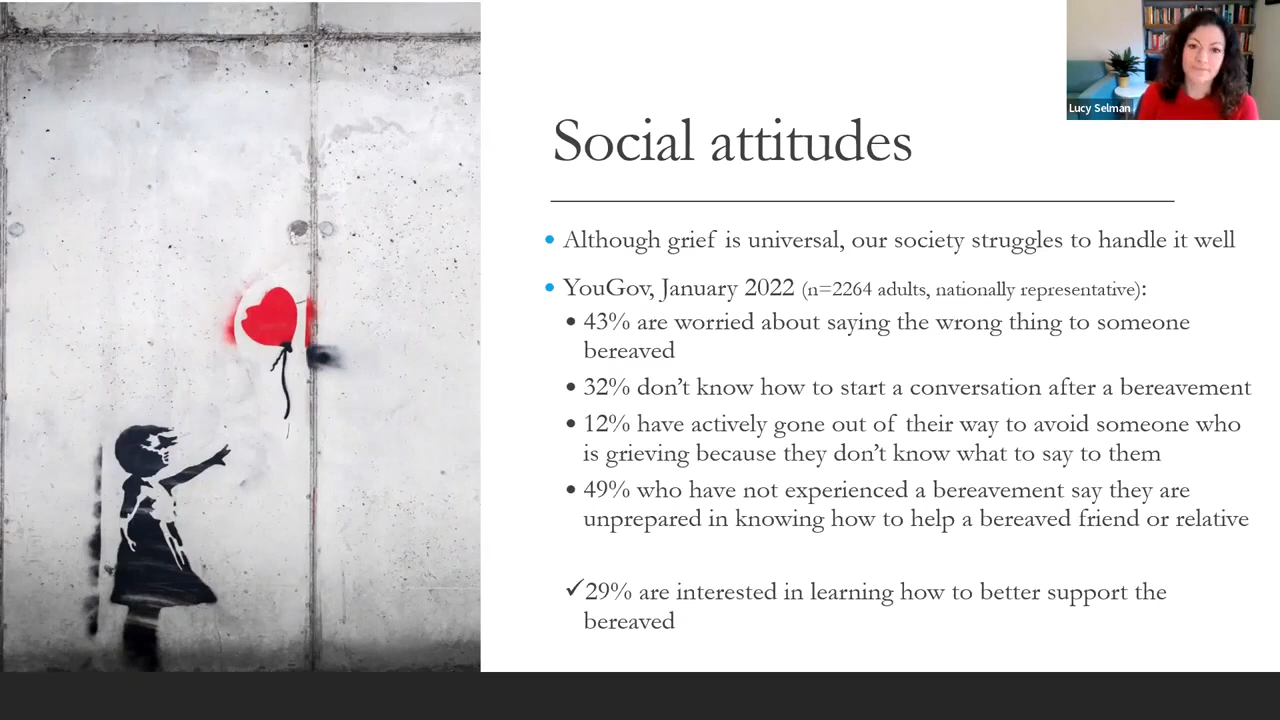 Lucy Selman
Social attitudes
• Although grief is universal, our society struggles to handle it well
• YouGov, January 2022 (n=2264 adults, nationally representative):
• 43% are worried about saying the wrong thing to someone
bereaved
• 32% don’t know how to start a conversation after a bereavement
• 12% have actively gone out of their way to avoid someone who
is grieving because they don’t know what to say to them
• 49% who have not experienced a bereavement say they are
unprepared in knowing how to help a bereaved friend or relative
✓29% are interested in learning how to better support the
bereaved